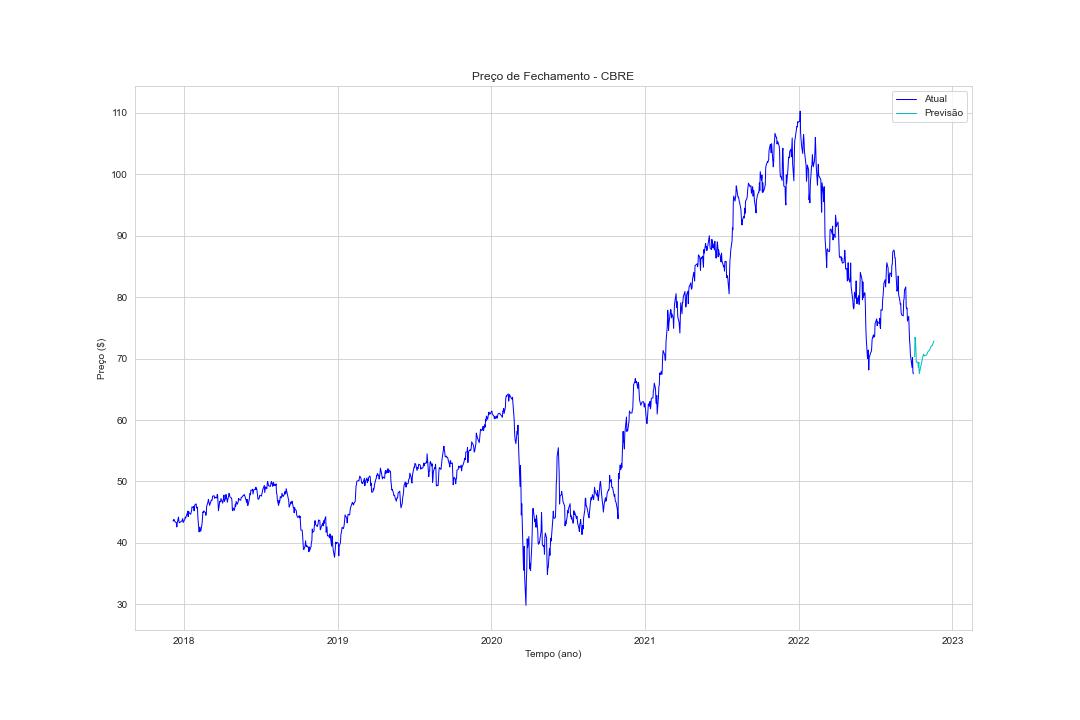 Preço de Fechamento - CBRE
Atual
Previsão
110
100
90
80
70
60
50
40
30
Preço ($)
2018 2019 2020 2021 2022 2023
Tempo (ano)